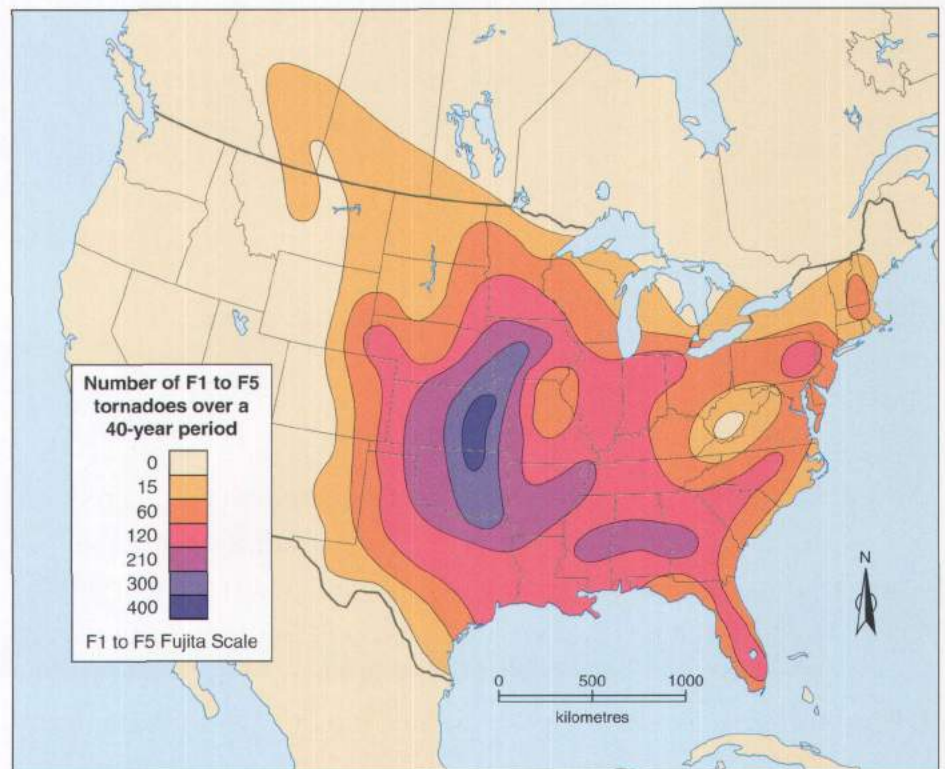 Number of F1 to F5
tornadoes over a
40-year period
0
15
60
120
210
300
400
F1 to F5 Fujita Scale
N
0 500 1000
kilometres